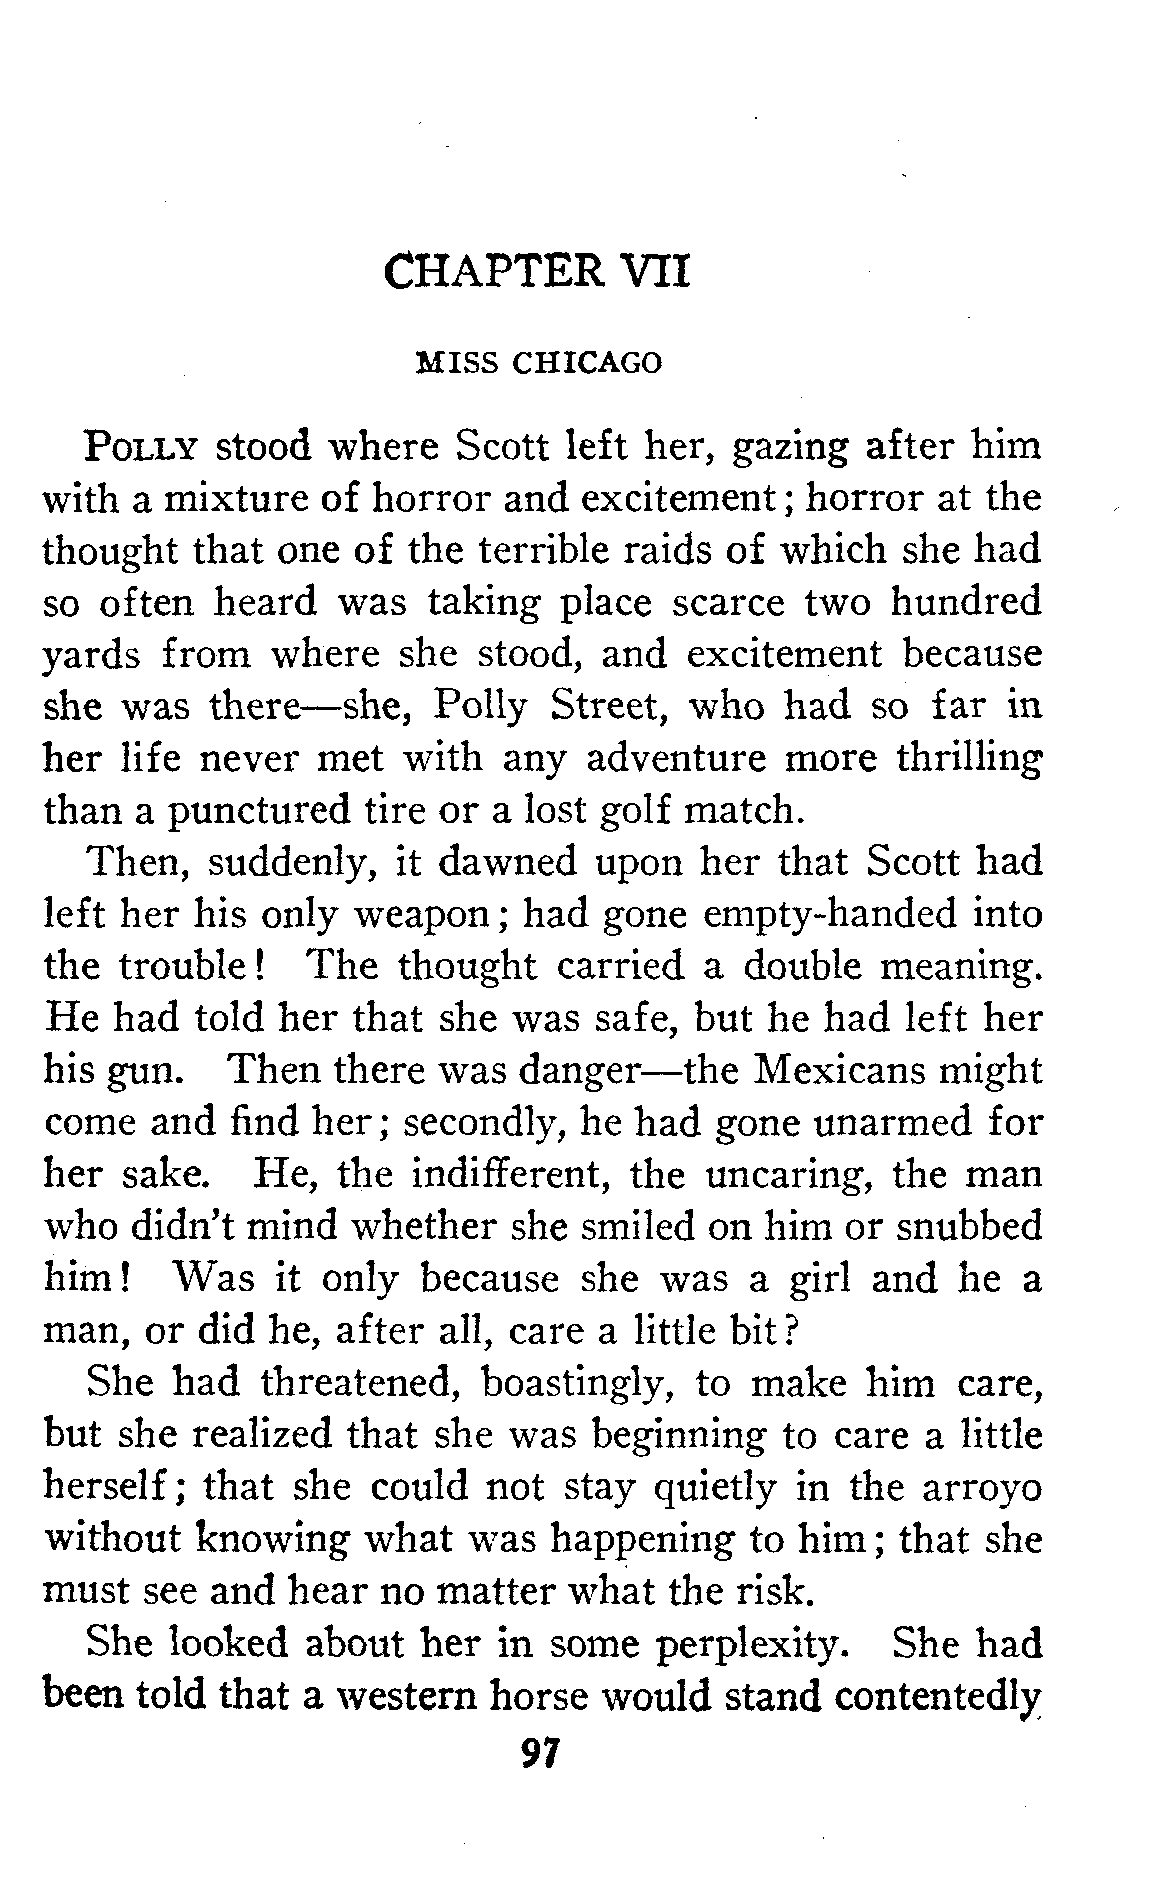 CHAPTER VII
MISS CHICAGO
POLLY stood where Scott left her, gazing after him
with a mixture of horror and excitement; horror at the
thought that one of the terrible raids of which she had
so often heard was taking place scarce two hundred
yards from where she stood, and excitement because
she was there—she, Polly Street, who had so far in
her life never met with any adventure more thrilling
than a punctured tire or a lost golf match.
Then, suddenly, it dawned upon her that Scott had
left her his only weapon; had gone empty-handed into
the trouble! The thought carried a double meaning.
He had told her that she was safe, but he had left her
his gun. Then there was danger—the Mexicans might
come and find her; secondly, he had gone unarmed for
her sake. He, the indifferent, the uncaring, the man
who didn't mind whether she smiled on him or snubbed
him! Was it only because she was a girl and he a
man, or did he, after all, care a little bit?
She had threatened, boastingly, to make him care,
but she realized that she was beginning to care a little
herself; that she could not stay quietly in the arroyo
without knowing what was happening to him; that she
must see and hear no matter what the risk.
She looked about her in some perplexity. She had
been told that a western horse would stand contentedly
97